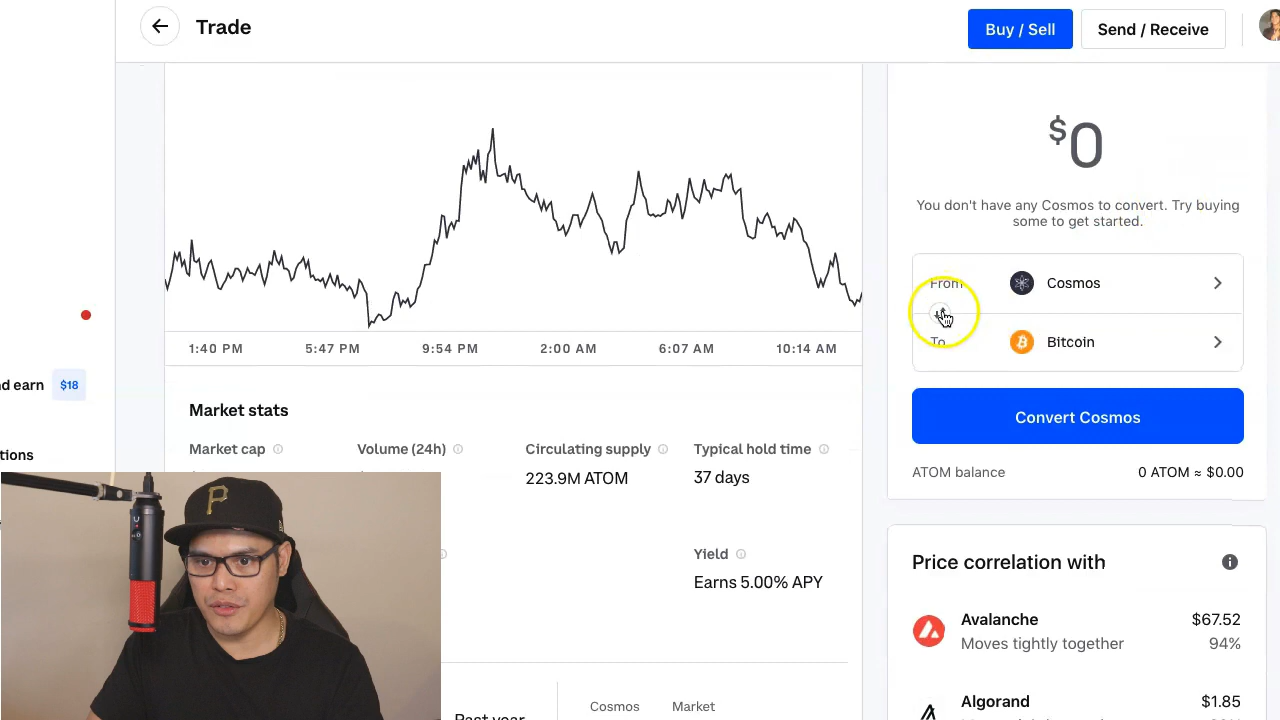 Trade
Buy / Sell
Send / Receive
$0
You don't have any Cosmos to convert. Try buying
some to get started.
From
Cosmos
To
Bitcoin
Convert Cosmos
ATOM balance
0 ATOM ≈ $0.00
1:40 PM
5:47 PM
9:54 PM
2:00 AM
6:07 AM
10:14 AM
Market stats
Market cap
Volume (24h)
Circulating supply
223.9M ATOM
Typical hold time
37 days
Yield
Earns 5.00% APY
Cosmos
Market
Past year
nd earn
$18
tions
P
Price correlation with
Avalanche
$67.52
Moves tightly together
94%
Algorand
$1.85